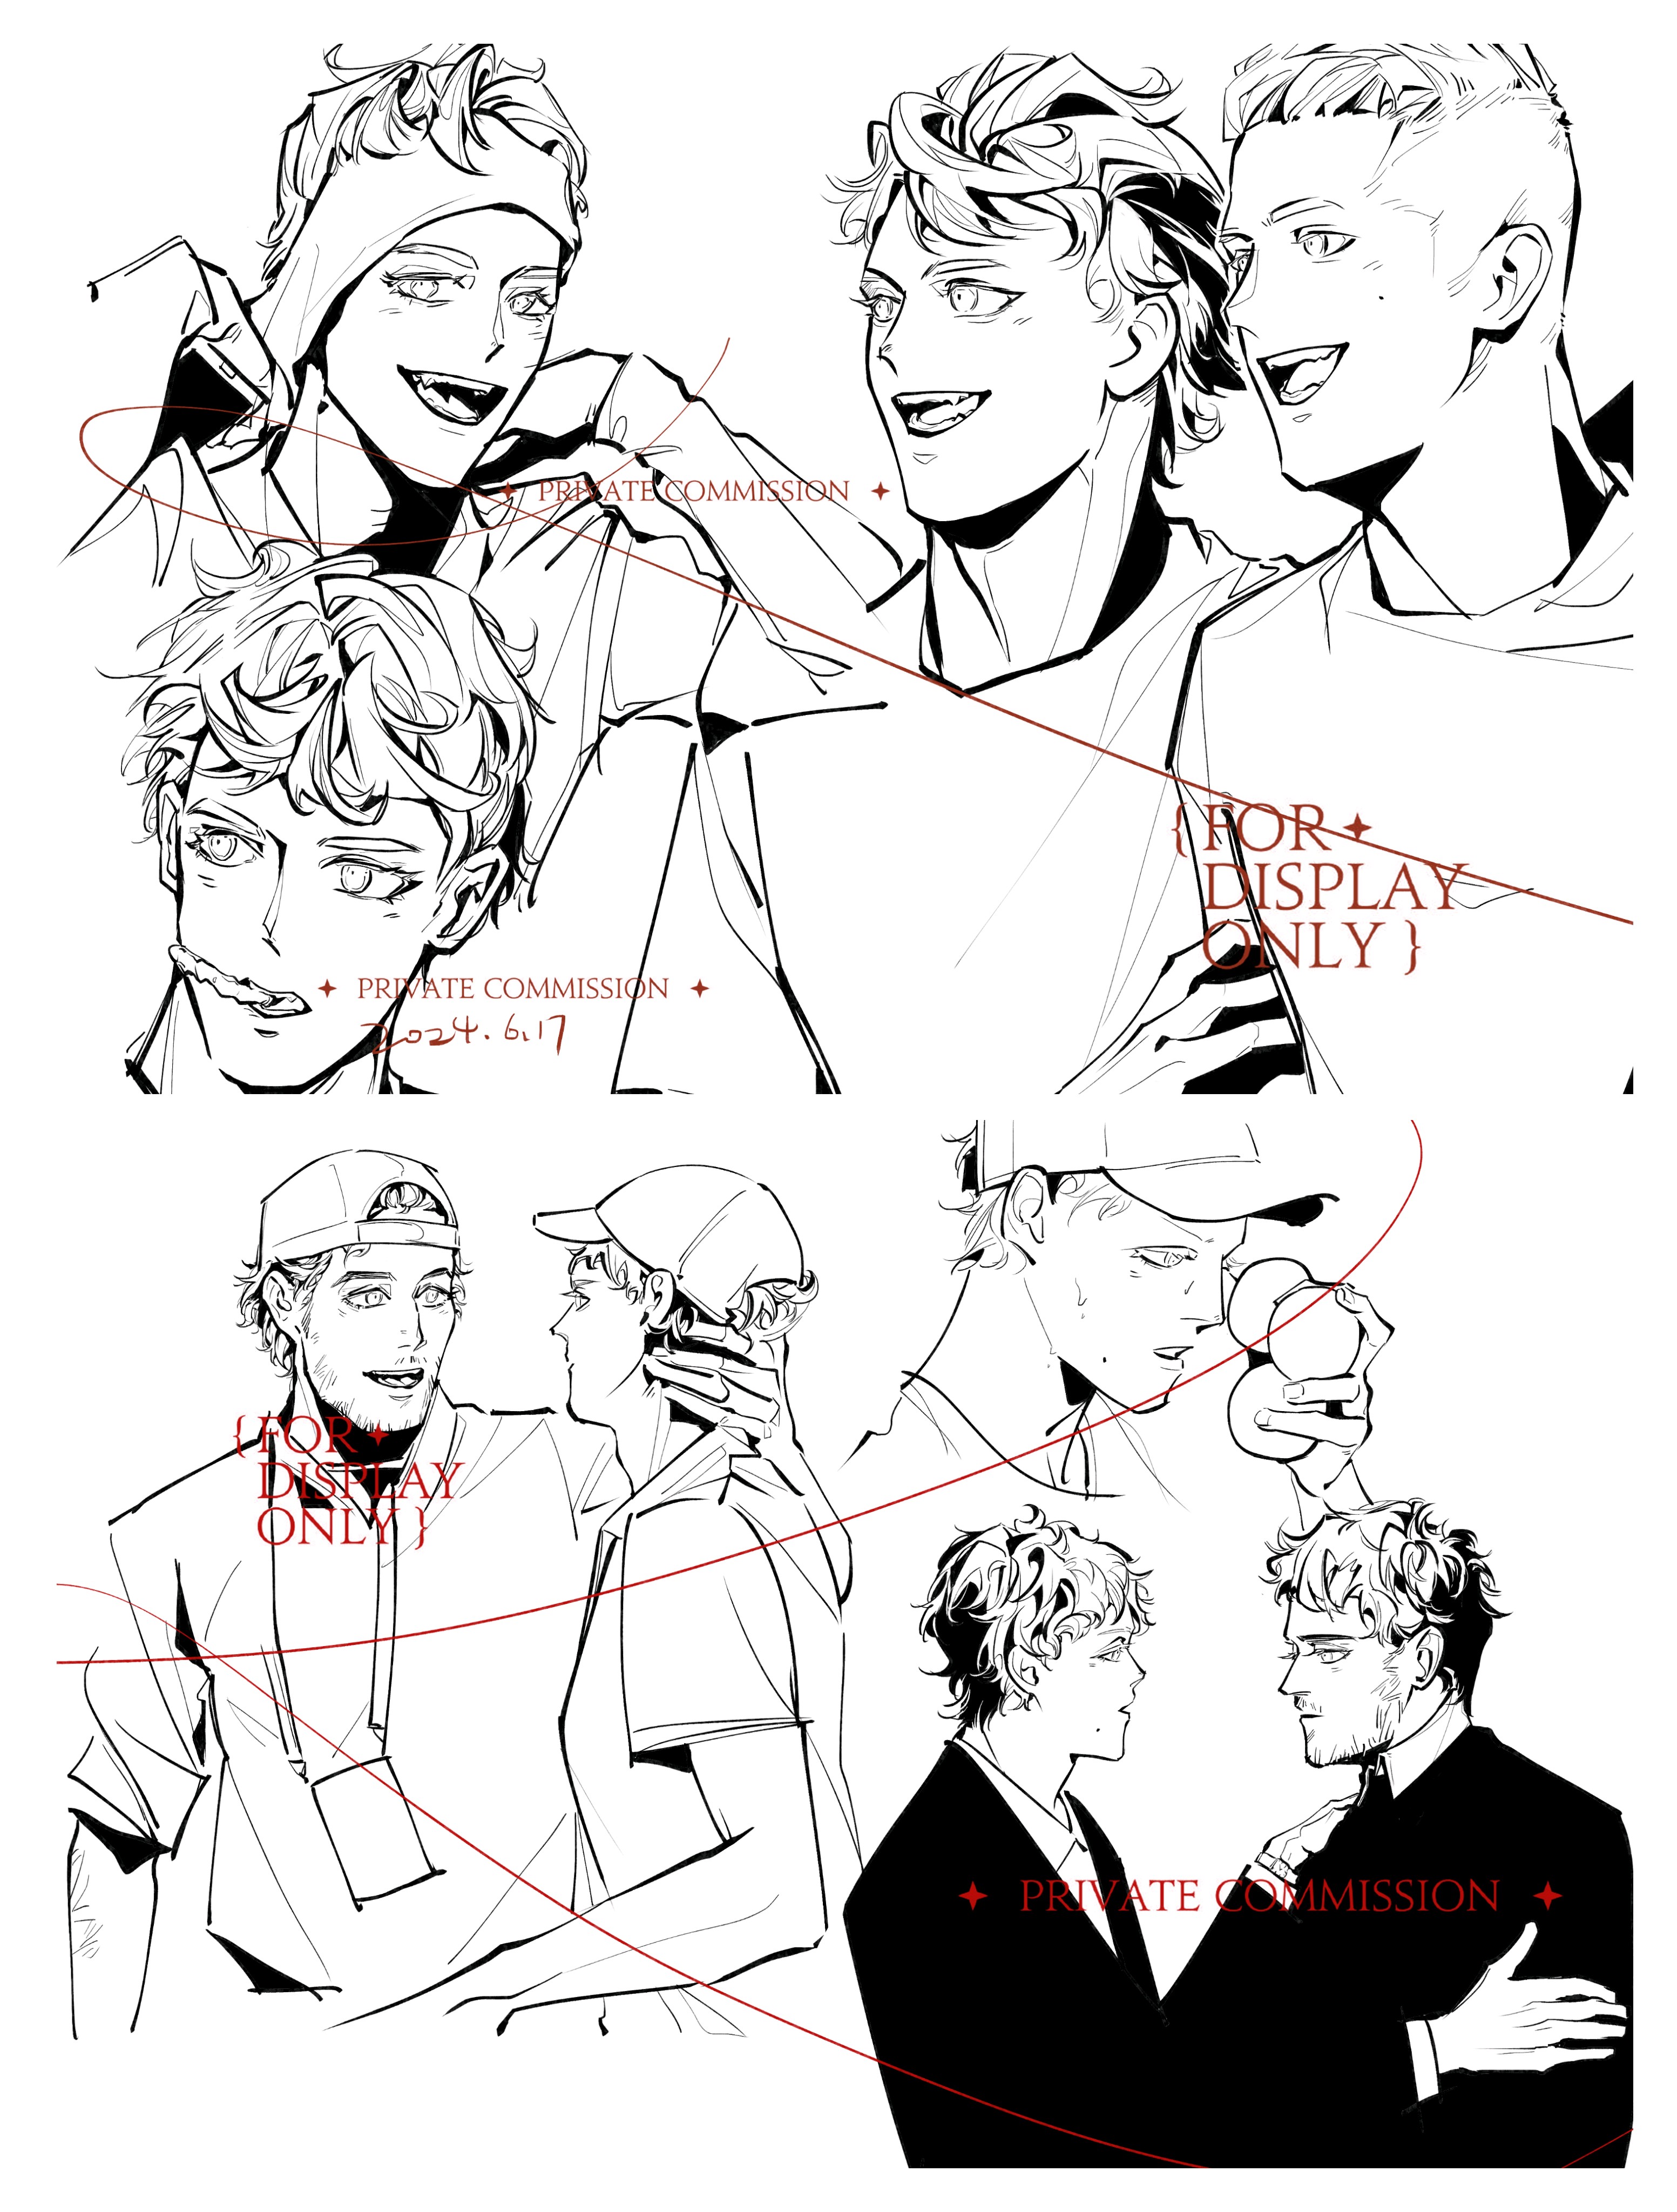 PRIVATE COMMISSION
{ FOR
DISPLAY
ONLY }
PRIVATE COMMISSION
2024.6.17
{ FOR
DISPLAY
ONLY }
PRIVATE COMMISSION